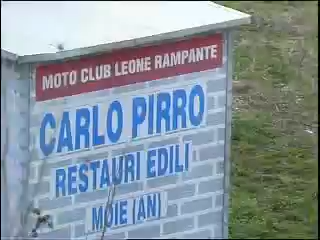 MOTO CLUB LEONE RAMPANTE
CARLO PIRRO
RESTAURI EDILI
MOIE (AN)